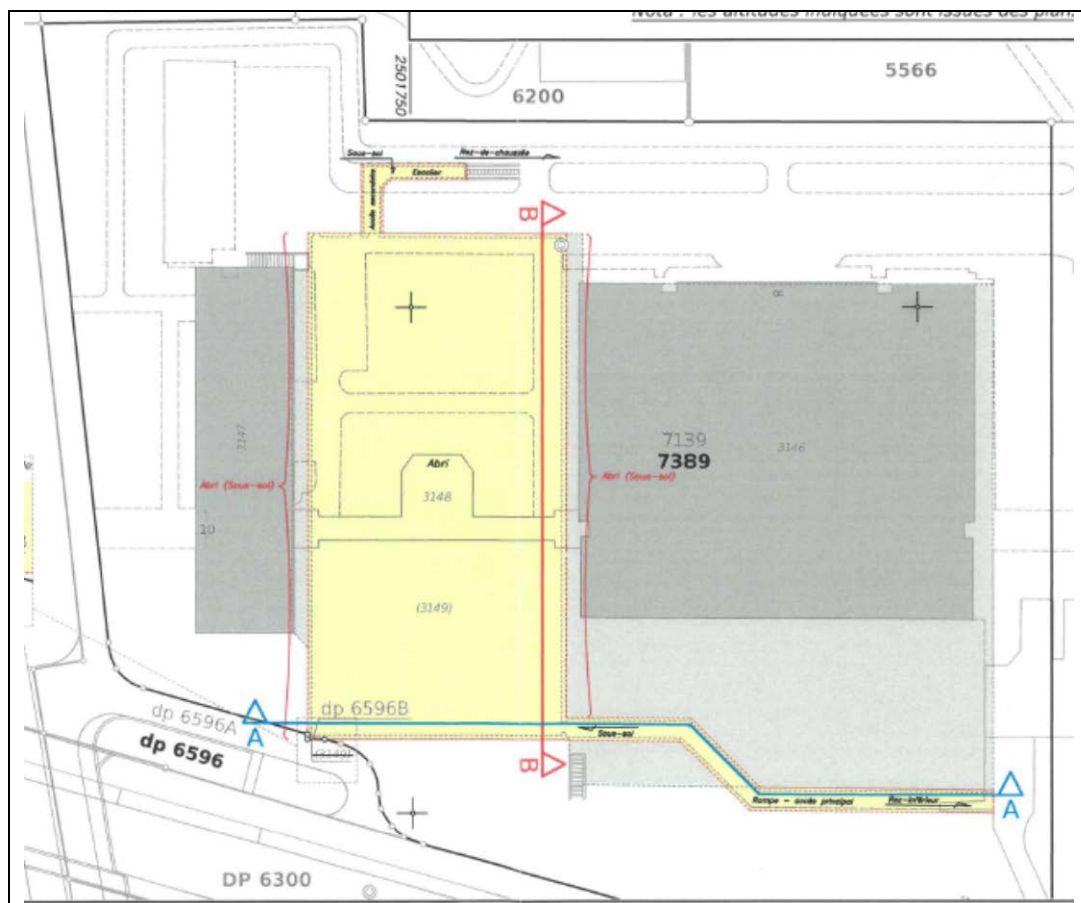 Nota : les altitudes indiquées sont issues des plans
2501750
6200
5566
Sous-sol
Rez-de-chaussée
Escalier
Accès secondaire
B
8
3147
7139
7389
3146
Abri
3148
Abri (Sous-sol)
Abri (Sous-sol)
10
(3149)
dp 6596A
dp 6596B
dp 6596
A
(3149)
B
Sous-sol
Rampe - accès principal
Rez-inférieur
A
DP 6300